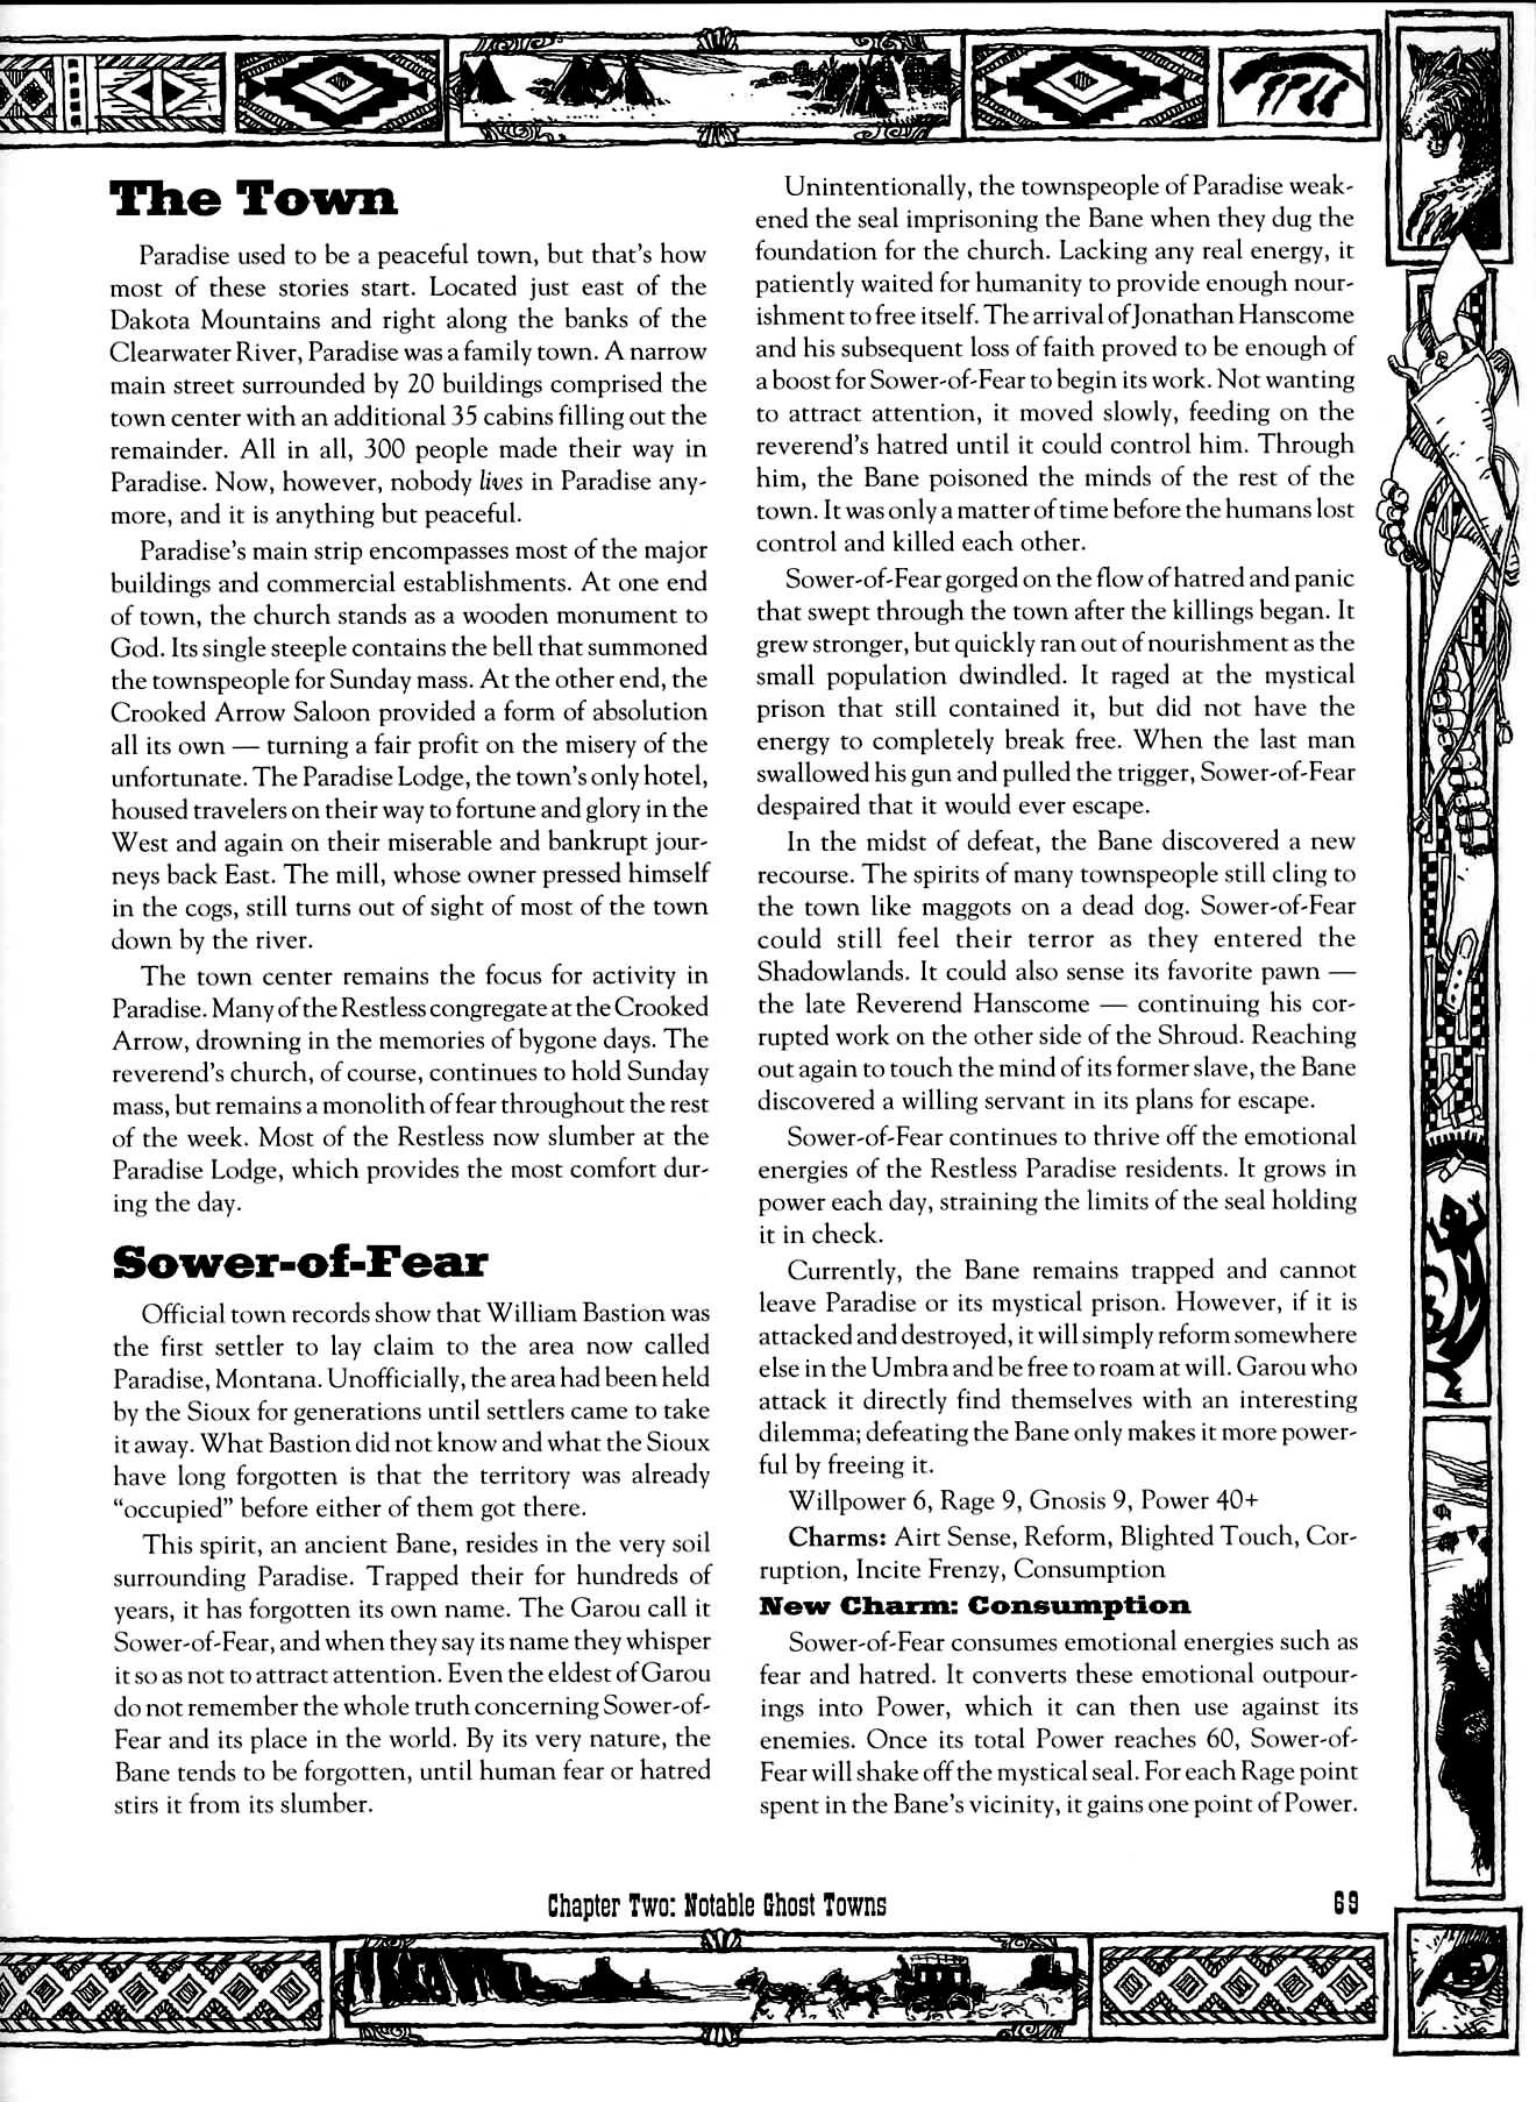 The Town
Paradise used to be a peaceful town, but that's how
most of these stories start. Located just east of the
Dakota Mountains and right along the banks of the
Clearwater River, Paradise was a family town. A narrow
main street surrounded by 20 buildings comprised the
town center with an additional 35 cabins filling out the
remainder. All in all, 300 people made their way in
Paradise. Now, however, nobody lives in Paradise any-
more, and it is anything but peaceful.
Paradise's main strip encompasses most of the major
buildings and commercial establishments. At one end
of town, the church stands as a wooden monument to
God. Its single steeple contains the bell that summoned
the townspeople for Sunday mass. At the other end, the
Crooked Arrow Saloon provided a form of absolution
all its own — turning a fair profit on the misery of the
unfortunate. The Paradise Lodge, the town's only hotel,
housed travelers on their way to fortune and glory in the
West and again on their miserable and bankrupt jour-
neys back East. The mill, whose owner pressed himself
in the cogs, still turns out of sight of most of the town
down by the river.
The town center remains the focus for activity in
Paradise. Many of the Restless congregate at the Crooked
Arrow, drowning in the memories of bygone days. The
reverend's church, of course, continues to hold Sunday
mass, but remains a monolith of fear throughout the rest
of the week. Most of the Restless now slumber at the
Paradise Lodge, which provides the most comfort dur-
ing the day.
Sower-of-Fear
Official town records show that William Bastion was
the first settler to lay claim to the area now called
Paradise, Montana. Unofficially, the area had been held
by the Sioux for generations until settlers came to take
it away. What Bastion did not know and what the Sioux
have long forgotten is that the territory was already
"occupied" before either of them got there.
This spirit, an ancient Bane, resides in the very soil
surrounding Paradise. Trapped their for hundreds of
years, it has forgotten its own name. The Garou call it
Sower-of-Fear, and when they say its name they whisper
it so as not to attract attention. Even the eldest of Garou
do not remember the whole truth concerning Sower-of-
Fear and its place in the world. By its very nature, the
Bane tends to be forgotten, until human fear or hatred
stirs it from its slumber.
Unintentionally, the townspeople of Paradise weak-
ened the seal imprisoning the Bane when they dug the
foundation for the church. Lacking any real energy, it
patiently waited for humanity to provide enough nour-
ishment to free itself. The arrival of Jonathan Hanscome
and his subsequent loss of faith proved to be enough of
a boost for Sower-of-Fear to begin its work. Not wanting
to attract attention, it moved slowly, feeding on the
reverend's hatred until it could control him. Through
him, the Bane poisoned the minds of the rest of the
town. It was only a matter of time before the humans lost
control and killed each other.
Sower-of-Fear gorged on the flow of hatred and panic
that swept through the town after the killings began. It
grew stronger, but quickly ran out of nourishment as the
small population dwindled. It raged at the mystical
prison that still contained it, but did not have the
energy to completely break free. When the last man
swallowed his gun and pulled the trigger, Sower-of-Fear
despaired that it would ever escape.
In the midst of defeat, the Bane discovered a new
recourse. The spirits of many townspeople still cling to
the town like maggots on a dead dog. Sower-of-Fear
could still feel their terror as they entered the
Shadowlands. It could also sense its favorite pawn —
the late Reverend Hanscome — continuing his cor-
rupted work on the other side of the Shroud. Reaching
out again to touch the mind of its former slave, the Bane
discovered a willing servant in its plans for escape.
Sower-of-Fear continues to thrive off the emotional
energies of the Restless Paradise residents. It grows in
power each day, straining the limits of the seal holding
it in check.
Currently, the Bane remains trapped and cannot
leave Paradise or its mystical prison. However, if it is
attacked and destroyed, it will simply reform somewhere
else in the Umbra and be free to roam at will. Garou who
attack it directly find themselves with an interesting
dilemma; defeating the Bane only makes it more power-
ful by freeing it.
Willpower 6, Rage 9, Gnosis 9, Power 40+
Charms: Airt Sense, Reform, Blighted Touch, Cor-
ruption, Incite Frenzy, Consumption
New Charm: Consumption
Sower-of-Fear consumes emotional energies such as
fear and hatred. It converts these emotional outpour-
ings into Power, which it can then use against its
enemies. Once its total Power reaches 60, Sower-of-
Fear will shake off the mystical seal. For each Rage point
spent in the Bane's vicinity, it gains one point of Power.
Chapter Two: Notable Ghost Towns
69